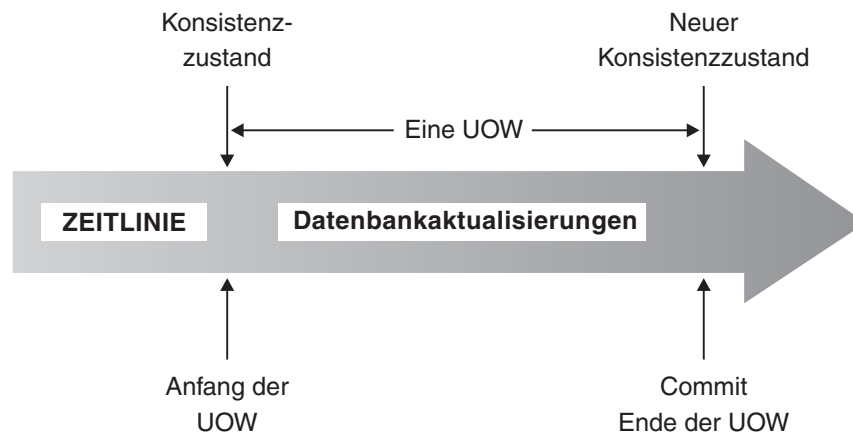 Konsistenz-
zustand
Neuer
Konsistenzzustand
Eine UOW
ZEITLINIE
Datenbankaktualisierungen
Anfang der
UOW
Commit
Ende der UOW